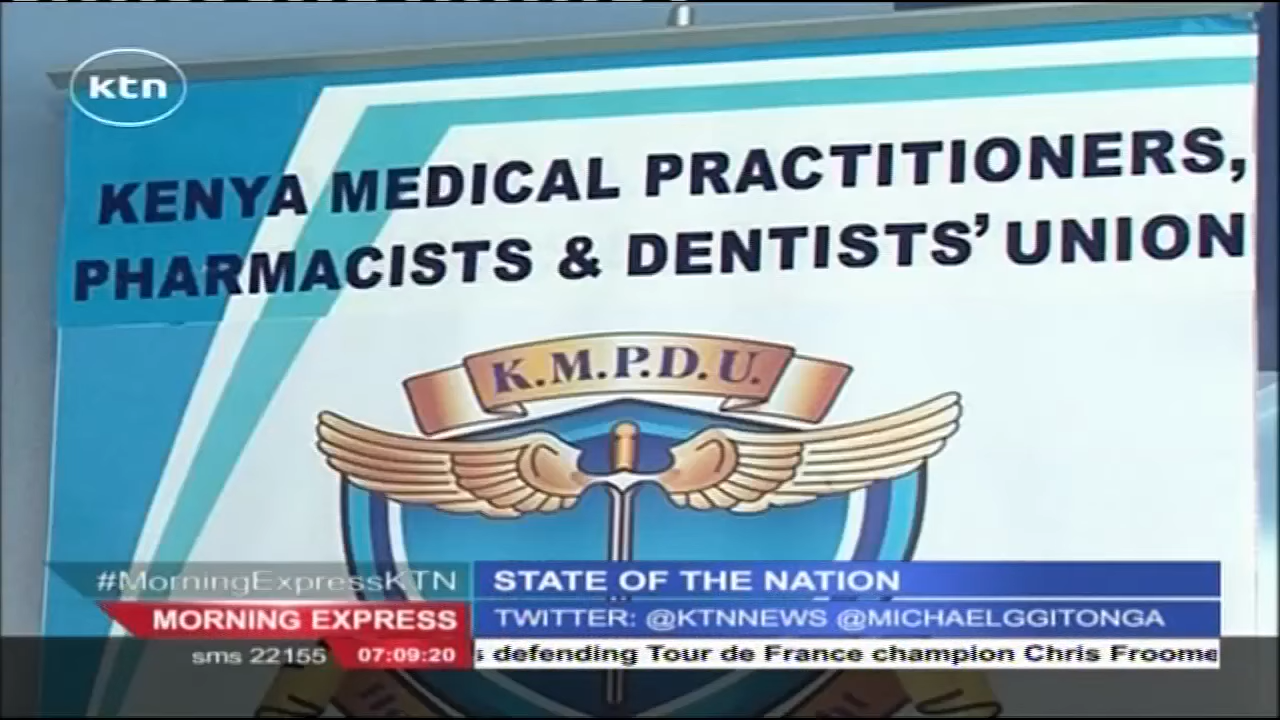 ktn
KENYA MEDICAL PRACTITIONERS,
PHARMACISTS & DENTISTS' UNION
K.M.P.D.U.
#MorningExpressKTN
STATE OF THE NATION
MORNING EXPRESS
TWITTER: @KTNNEWS @MICHAELGGITONGA
sms 22155
07:09:20
defending Tour de France champion Chris Froome